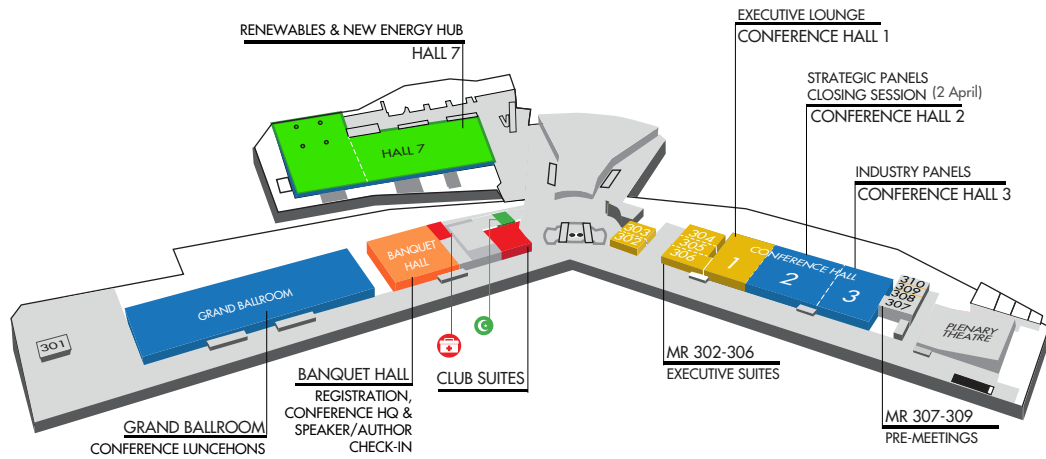 RENEWABLES & NEW ENERGY HUB
HALL 7
EXECUTIVE LOUNGE
CONFERENCE HALL 1
STRATEGIC PANELS
CLOSING SESSION (2 April)
CONFERENCE HALL 2
INDUSTRY PANELS
CONFERENCE HALL 3
HALL 7
BANQUET
HALL
GRAND BALLROOM
301
303
302
304
305
306
CONFERENCE HALL
1
2
3
310
309
308
307
PLENARY
THEATRE
GRAND BALLROOM
CONFERENCE LUNCEHONS
BANQUET HALL
REGISTRATION,
CONFERENCE HQ &
SPEAKER/AUTHOR
CHECK-IN
CLUB SUITES
MR 302-306
EXECUTIVE SUITES
MR 307-309
PRE-MEETINGS